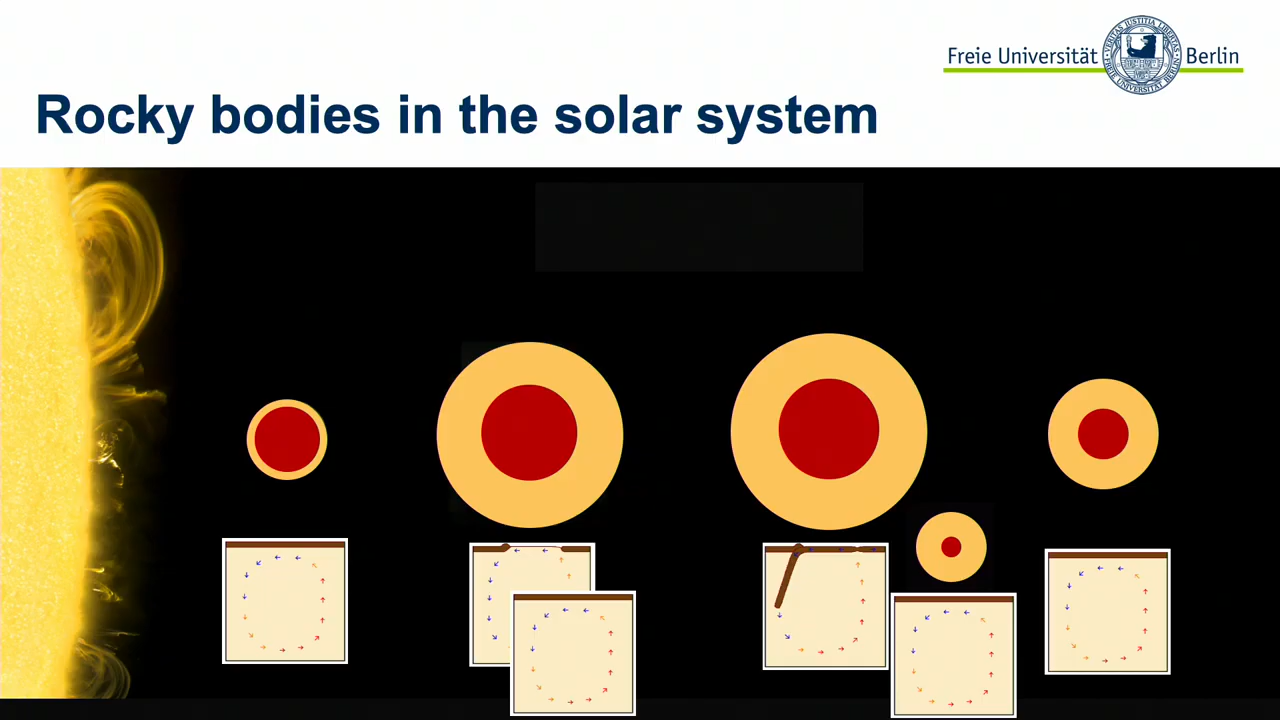 Freie Universität Berlin
Rocky bodies in the solar system